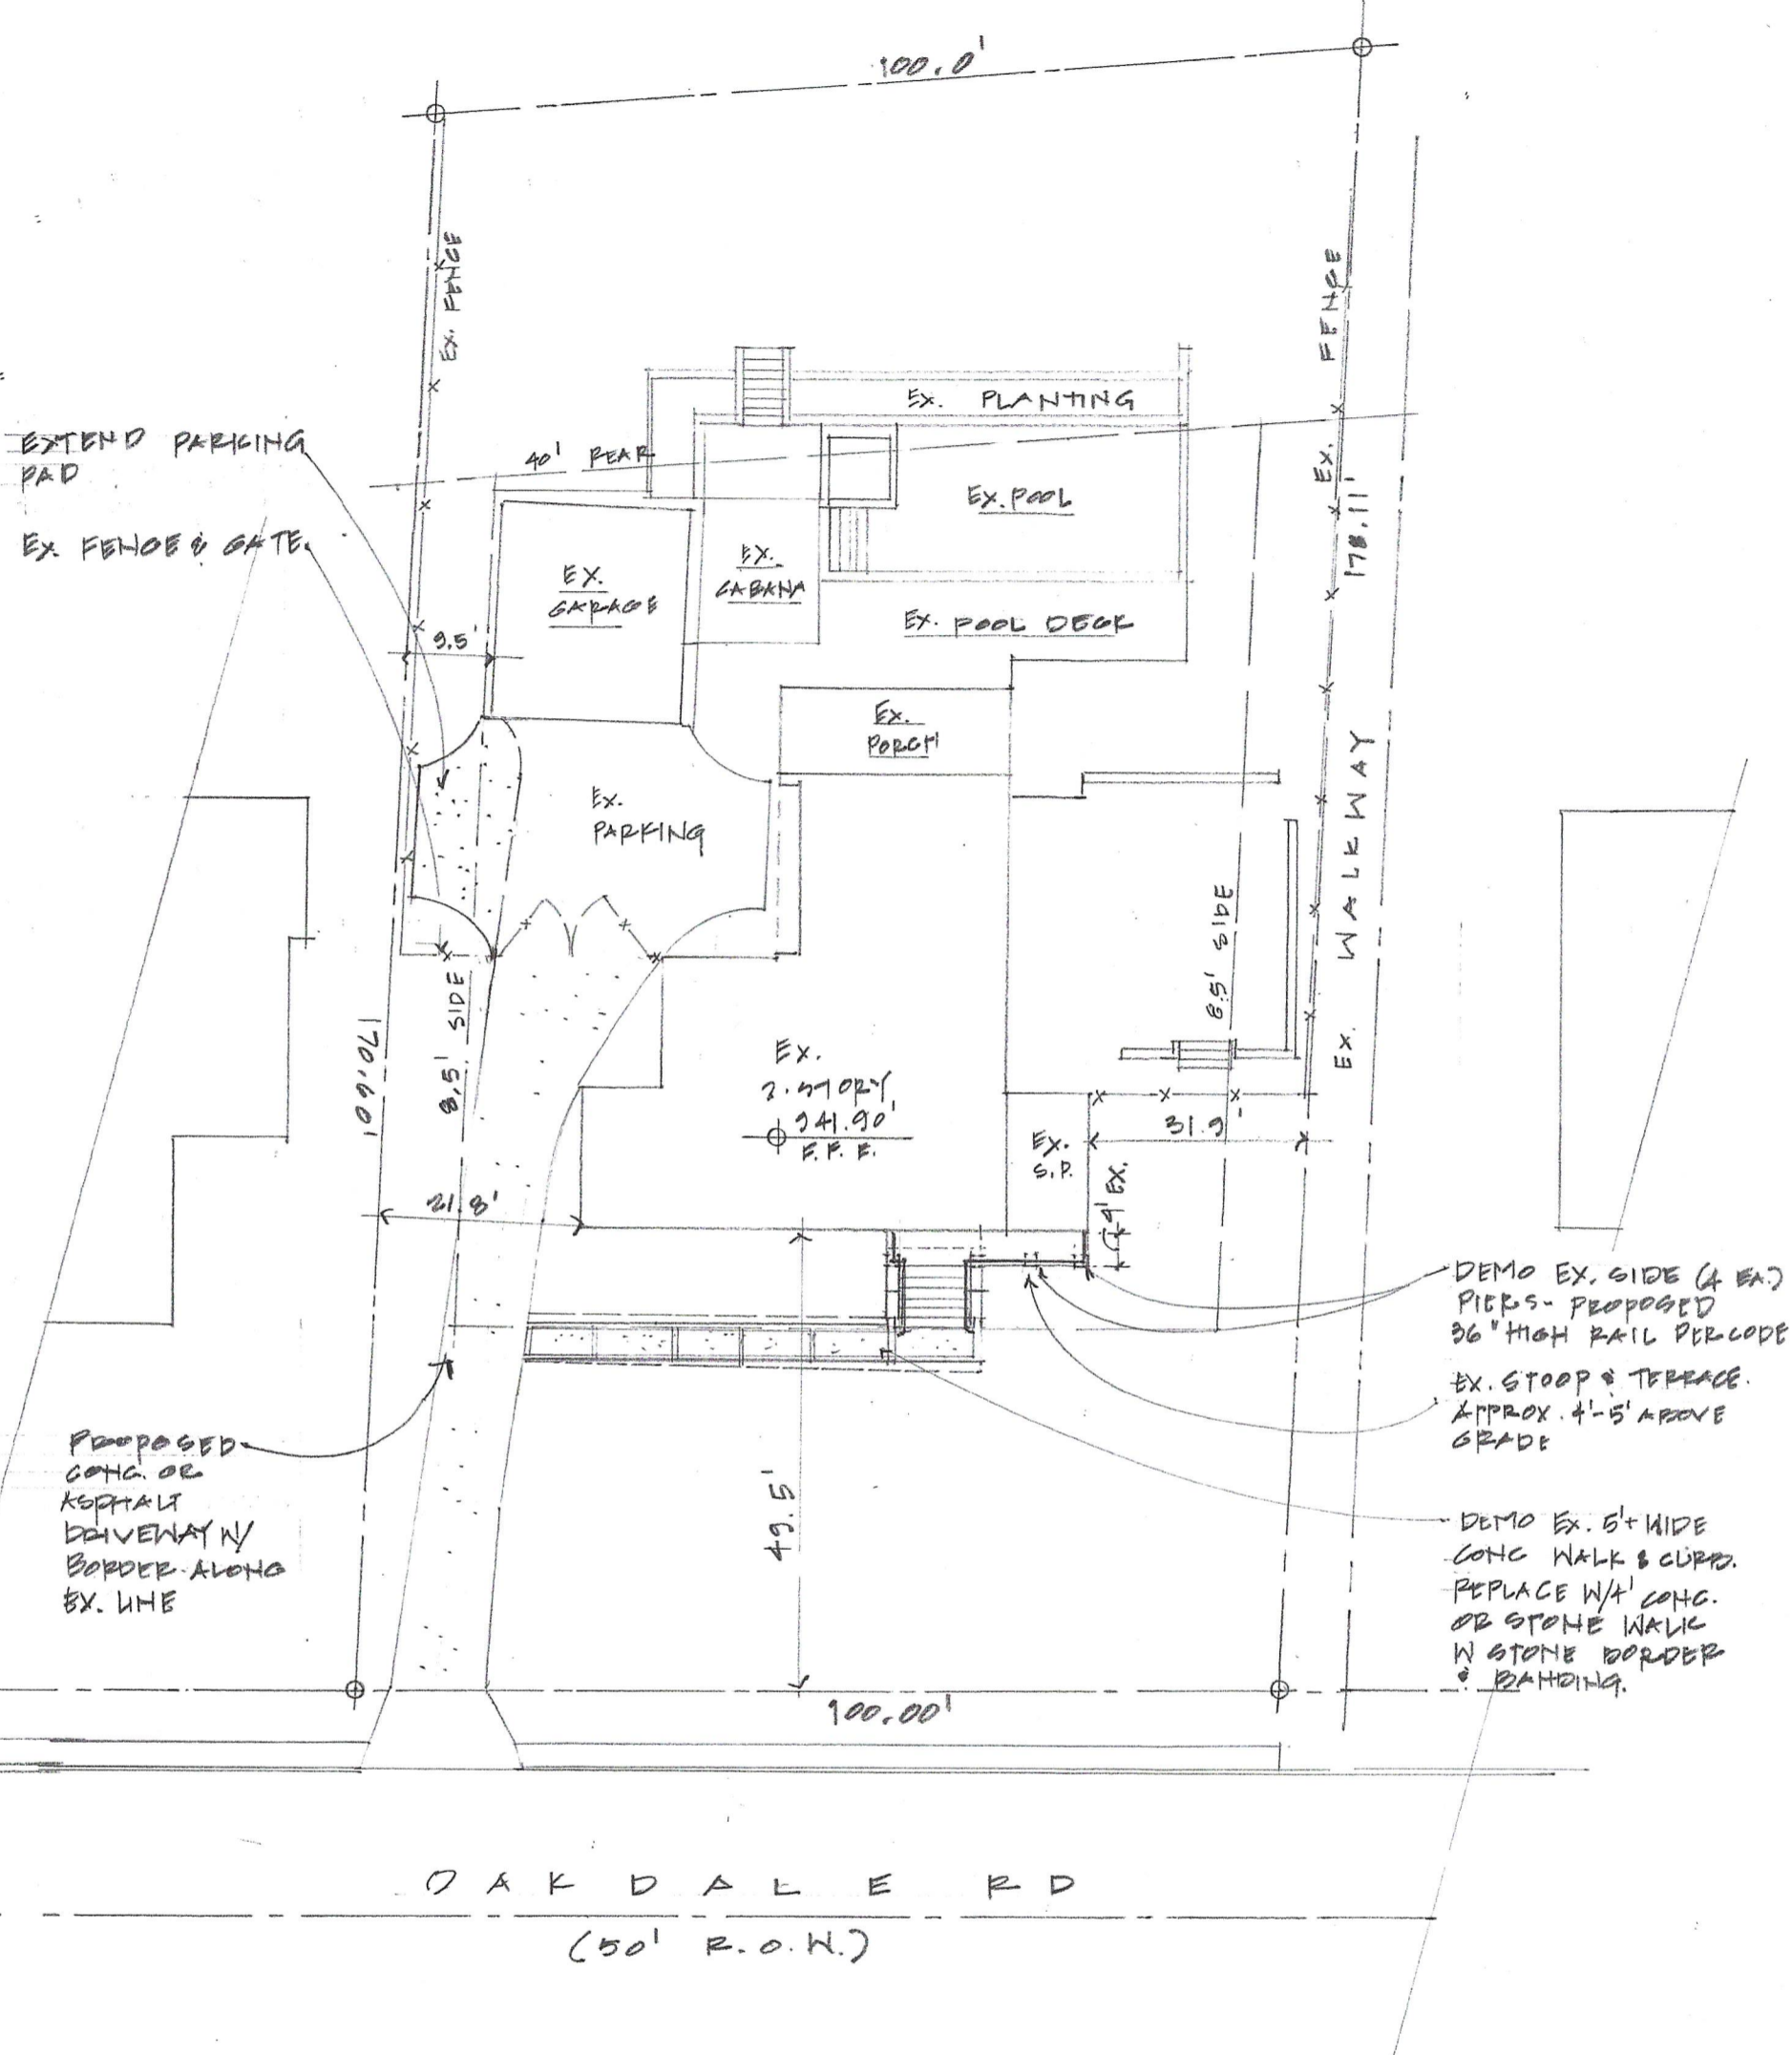 100.0'
EX. FENCE
EX. FENCE
EX. PLANTING
40' REAR
EXTEND PARKING
PAD
EX. FENCE & GATE.
EX. POOL
178.11'
EX.
GARAGE
EX.
CABANA
EX. POOL DECK
9.5'
EX.
PORCH
EX.
PARKING
EX. WALKWAY
8.5' SIDE
8.5' SIDE
170.60'
EX.
2.STORY
941.90'
F.F.E.
EX.
S.P.
31.9'
4' EX.
21.8'
DEMO EX. SIDE (4 EA.)
PIERS- PROPOSED
36" HIGH RAIL PER CODE
EX. STOOP & TERRACE.
APPROX. 4'-5' ABOVE
GRADE
PROPOSED
CONC. OR
ASPHALT
DRIVEWAY W/
BORDER ALONG
EX. LINE
49.5'
DEMO EX. 5'+ WIDE
CONC WALK & CURB.
REPLACE W/4' CONC.
OR STONE WALK
W STONE BORDER
& BANDING.
100.00'
OAKDALE RD
(50' R.O.W.)